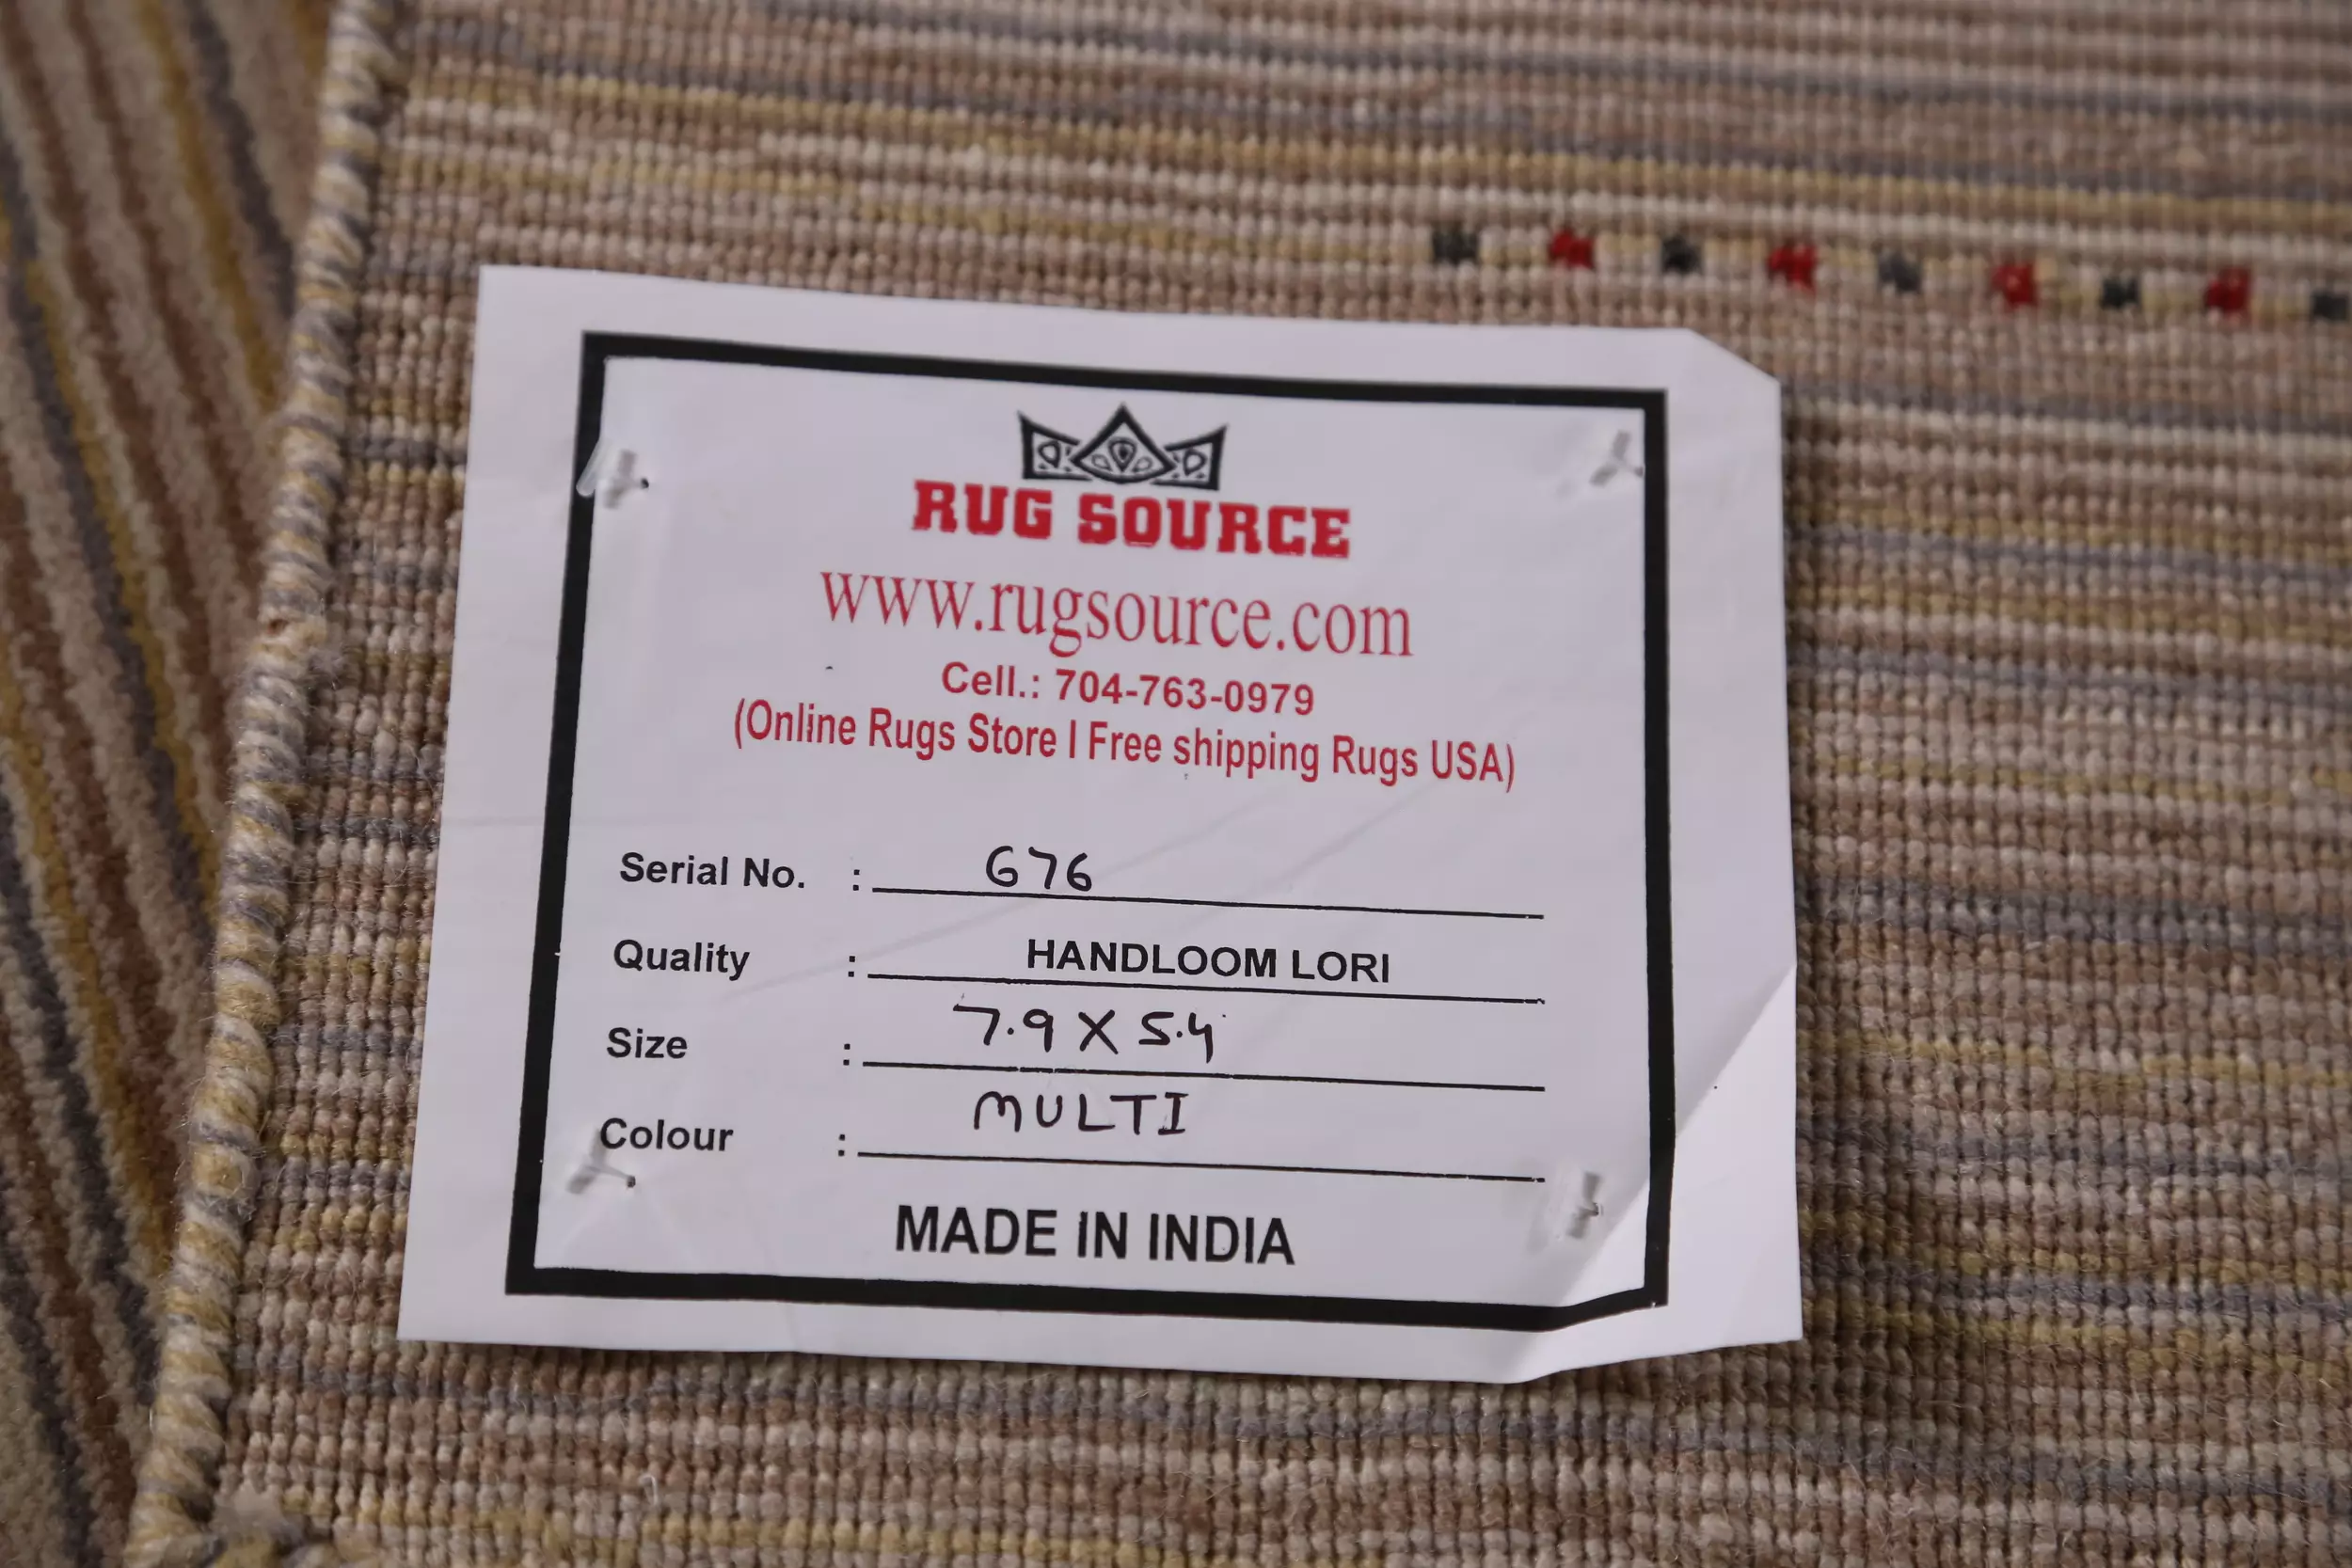 RUG SOURCE
www.rugsource.com
Cell.: 704-763-0979
(Online Rugs Store I Free shipping Rugs USA)
Serial No. : 676
Quality : HANDLOOM LORI
Size : 7.9 X 5.4
Colour : MULTI
MADE IN INDIA